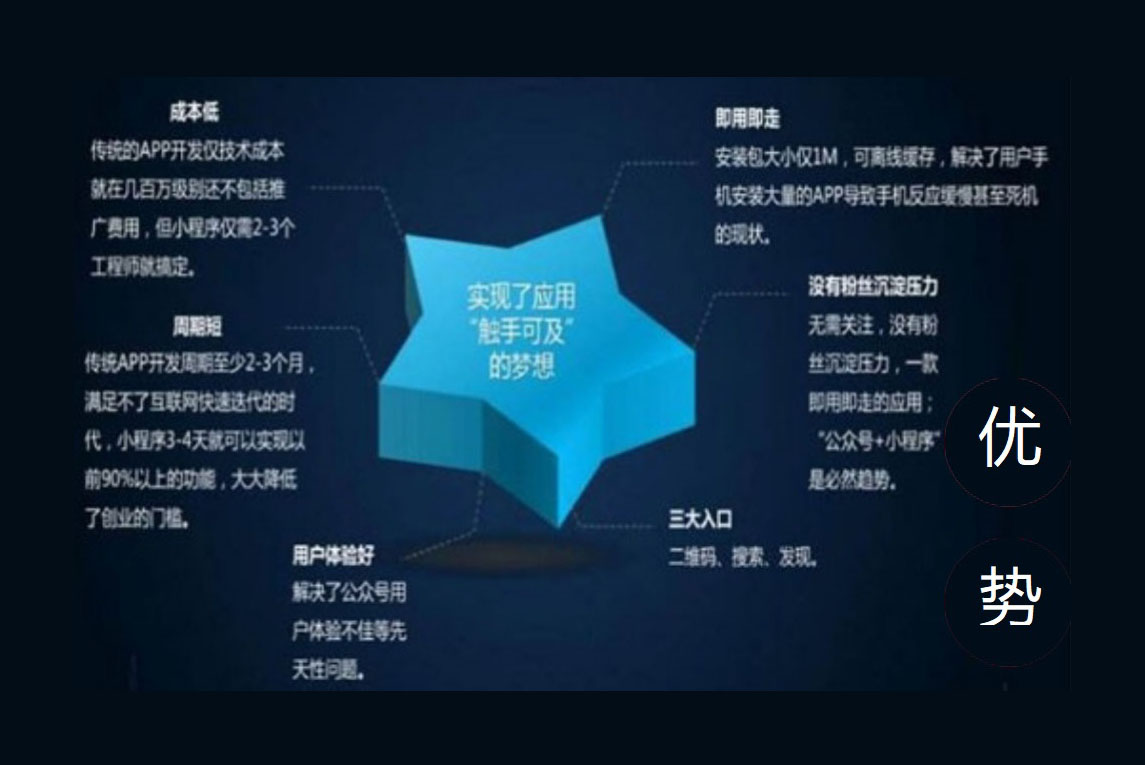 成本低
传统的APP开发仅技术成本
就在几百万级别还不包括推
广费用，但小程序仅需2-3个
工程师就搞定。
周期短
传统APP开发周期至少2-3个月，
满足不了互联网快速迭代的时
代，小程序3-4天就可以实现以
前90%以上的功能，大大降低
了创业的门槛。
用户体验好
解决了公众号用
户体验不佳等先
天性问题。
实现了应用
“触手可及”
的梦想
即用即走
安装包大小仅1M，可离线缓存，解决了用户手
机安装大量的APP导致手机反应缓慢甚至死机
的现状。
没有粉丝沉淀压力
无需关注，没有粉
丝沉淀压力，一款
即用即走的应用；
“公众号+小程序”
是必然趋势。
三大入口
二维码、搜索、发现。
优
势